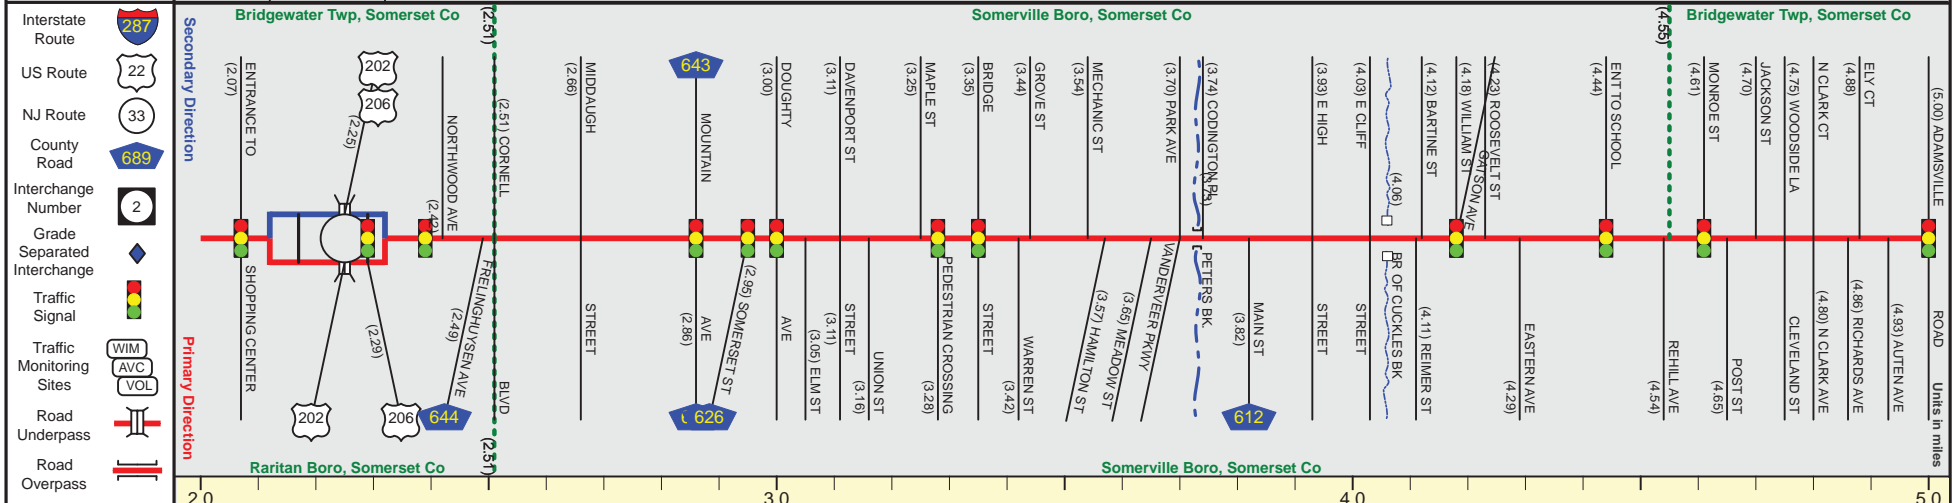 Interstate
Route
287
US Route
22
NJ Route
33
County
Road
689
Interchange
Number
2
Grade
Separated
Interchange
Traffic
Signal
Traffic
Monitoring
Sites
WIM
AVC
VOL
Road
Underpass
Road
Overpass
Secondary Direction
Primary Direction
Bridgewater Twp, Somerset Co
(2.51)
Somerville Boro, Somerset Co
(4.55)
Bridgewater Twp, Somerset Co
ENTRANCE TO
(2.07)
SHOPPING CENTER
202
206
(2.25)
202
(2.29)
206
NORTHWOOD AVE
(2.42)
FRELINGHUYSEN AVE
(2.49)
644
(2.51) CORNELL
BLVD
MIDDAUGH
(2.66)
STREET
643
MOUNTAIN
AVE
(2.86)
(2.95) SOMERSET ST
626
DOUGHTY
(3.00)
AVE
(3.05) ELM ST
DAVENPORT ST
(3.11)
STREET
(3.11)
UNION ST
(3.16)
MAPLE ST
(3.25)
PEDESTRIAN CROSSING
(3.28)
BRIDGE
(3.35)
STREET
WARREN ST
(3.42)
GROVE ST
(3.44)
MECHANIC ST
(3.54)
(3.57) HAMILTON ST
(3.65) MEADOW ST
VANDERVEER PKWY
(3.70) PARK AVE
(3.73)
PETERS BK.
(3.74) CODINGTON PL
MAIN ST
(3.82)
612
(3.93) E HIGH
STREET
(4.03) E CLIFF
STREET
(4.06)
BR OF CUCKLES BK
(4.11) REIMER ST
(4.12) BARTINE ST
(4.18) WILLIAM ST
GATSON AVE
(4.23) ROOSEVELT ST
EASTERN AVE
(4.29)
ENT TO SCHOOL
(4.44)
REHILL AVE
(4.54)
MONROE ST
(4.61)
POST ST
(4.65)
JACKSON ST
(4.70)
(4.75) WOODSIDE LA
CLEVELAND ST
N CLARK CT
(4.80) N CLARK AVE
(4.86) RICHARDS AVE
ELY CT
(4.88)
(4.93) AUTEN AVE
(5.00) ADAMSVILLE
ROAD
Units in miles
Raritan Boro, Somerset Co
(2.51)
Somerville Boro, Somerset Co
2.0
3.0
4.0
5.0